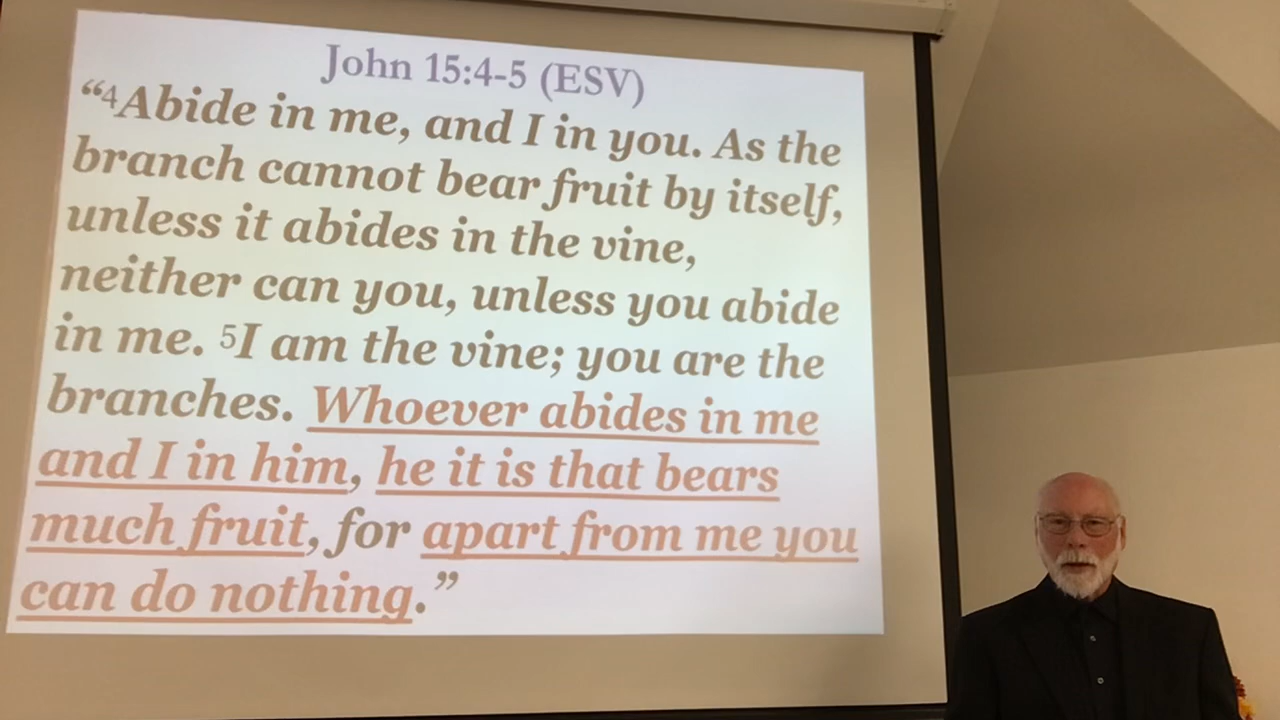 John 15:4-5 (ESV)
“⁴Abide in me, and I in you. As the
branch cannot bear fruit by itself,
unless it abides in the vine,
neither can you, unless you abide
in me. ⁵I am the vine; you are the
branches. Whoever abides in me
and I in him, he it is that bears
much fruit, for apart from me you
can do nothing.”